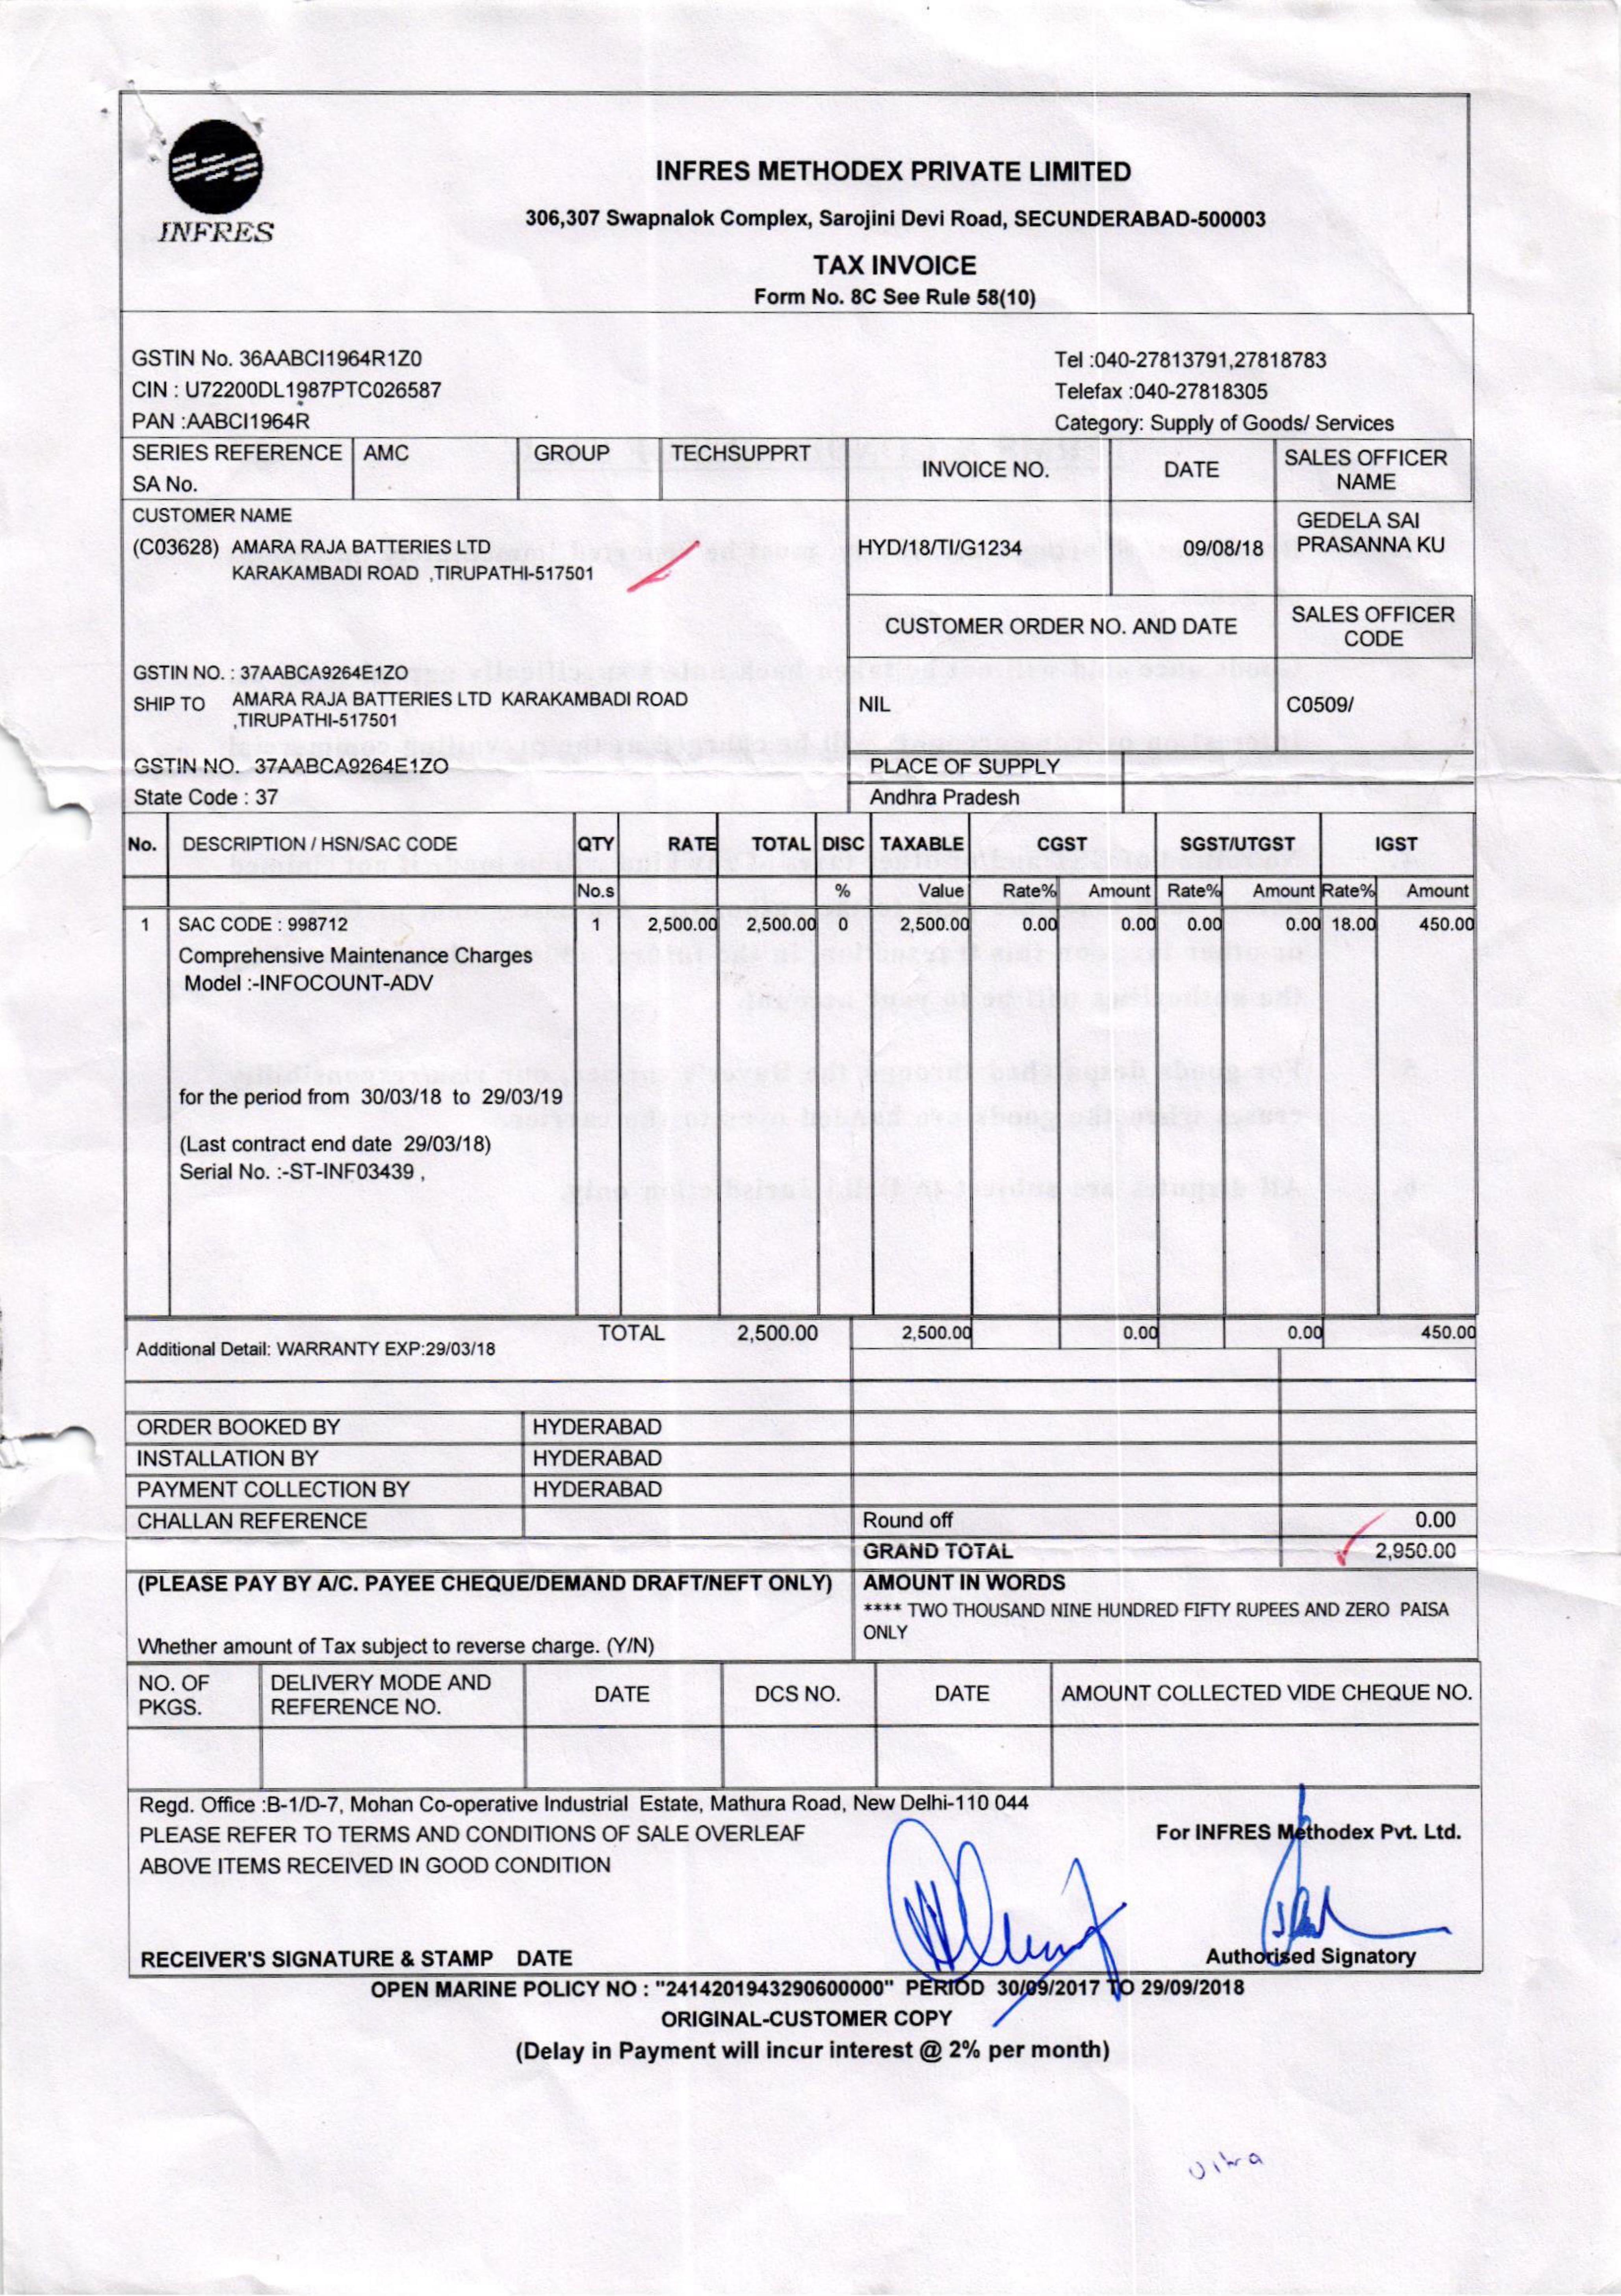 INFRES
INFRES METHODEX PRIVATE LIMITED
306,307 Swapnalok Complex, Sarojini Devi Road, SECUNDERABAD-500003
TAX INVOICE
Form No. 8C See Rule 58(10)
GSTIN No. 36AABCI1964R1Z0
CIN : U72200DL1987PTC026587
PAN :AABCI1964R
Tel :040-27813791,27818783
Telefax :040-27818305
Category: Supply of Goods/ Services
SERIES REFERENCE AMC GROUP TECHSUPPRT
SA No.
INVOICE NO. DATE SALES OFFICER NAME
CUSTOMER NAME
(C03628) AMARA RAJA BATTERIES LTD
KARAKAMBADI ROAD ,TIRUPATHI-517501
HYD/18/TI/G1234 09/08/18 GEDELA SAI PRASANNA KU
CUSTOMER ORDER NO. AND DATE SALES OFFICER CODE
GSTIN NO. : 37AABCA9264E1ZO
SHIP TO AMARA RAJA BATTERIES LTD KARAKAMBADI ROAD
,TIRUPATHI-517501
NIL C0509/
GSTIN NO. 37AABCA9264E1ZO
State Code : 37
PLACE OF SUPPLY
Andhra Pradesh
No. DESCRIPTION / HSN/SAC CODE QTY RATE TOTAL DISC TAXABLE CGST SGST/UTGST IGST
No.s % Value Rate% Amount Rate% Amount Rate% Amount
1 SAC CODE : 998712 1 2,500.00 2,500.00 0 2,500.00 0.00 0.00 0.00 0.00 18.00 450.00
Comprehensive Maintenance Charges
Model :-INFOCOUNT-ADV
for the period from 30/03/18 to 29/03/19
(Last contract end date 29/03/18)
Serial No. :-ST-INF03439 ,
TOTAL 2,500.00 2,500.00 0.00 0.00 450.00
Additional Detail: WARRANTY EXP:29/03/18
ORDER BOOKED BY HYDERABAD
INSTALLATION BY HYDERABAD
PAYMENT COLLECTION BY HYDERABAD
CHALLAN REFERENCE
Round off 0.00
GRAND TOTAL 2,950.00
(PLEASE PAY BY A/C. PAYEE CHEQUE/DEMAND DRAFT/NEFT ONLY)
Whether amount of Tax subject to reverse charge. (Y/N)
AMOUNT IN WORDS
**** TWO THOUSAND NINE HUNDRED FIFTY RUPEES AND ZERO PAISA
ONLY
NO. OF PKGS. DELIVERY MODE AND REFERENCE NO. DATE DCS NO. DATE AMOUNT COLLECTED VIDE CHEQUE NO.
Regd. Office :B-1/D-7, Mohan Co-operative Industrial Estate, Mathura Road, New Delhi-110 044
PLEASE REFER TO TERMS AND CONDITIONS OF SALE OVERLEAF
ABOVE ITEMS RECEIVED IN GOOD CONDITION
For INFRES Methodex Pvt. Ltd.
RECEIVER'S SIGNATURE & STAMP DATE
Authorised Signatory
OPEN MARINE POLICY NO : "2414201943290600000" PERIOD 30/09/2017 TO 29/09/2018
ORIGINAL-CUSTOMER COPY
(Delay in Payment will incur interest @ 2% per month)